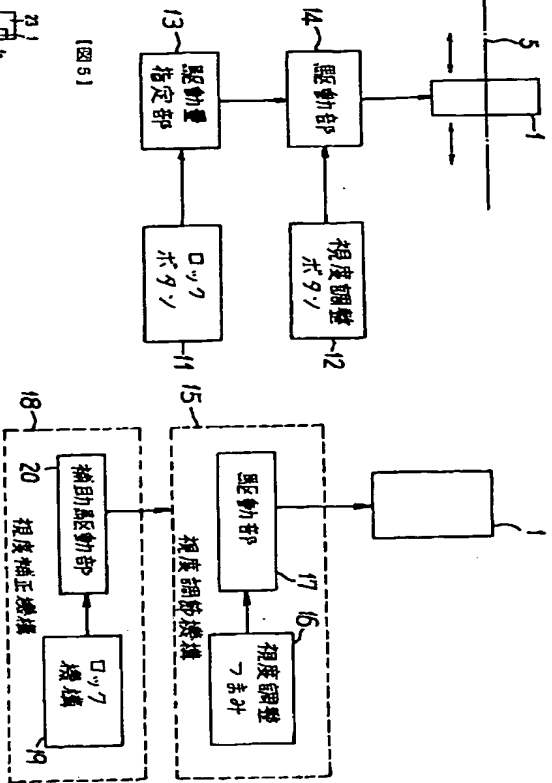 5
1
14
駆動部
13
駆動量
指定部
視度調整
ボタン
12
ロック
ボタン
11
1
15
駆動部
17
視度調節機構
16
視度調整
つまみ
18
20
補助駆動部
視度補正機構
ロック
機構
19
【図5】
23
1